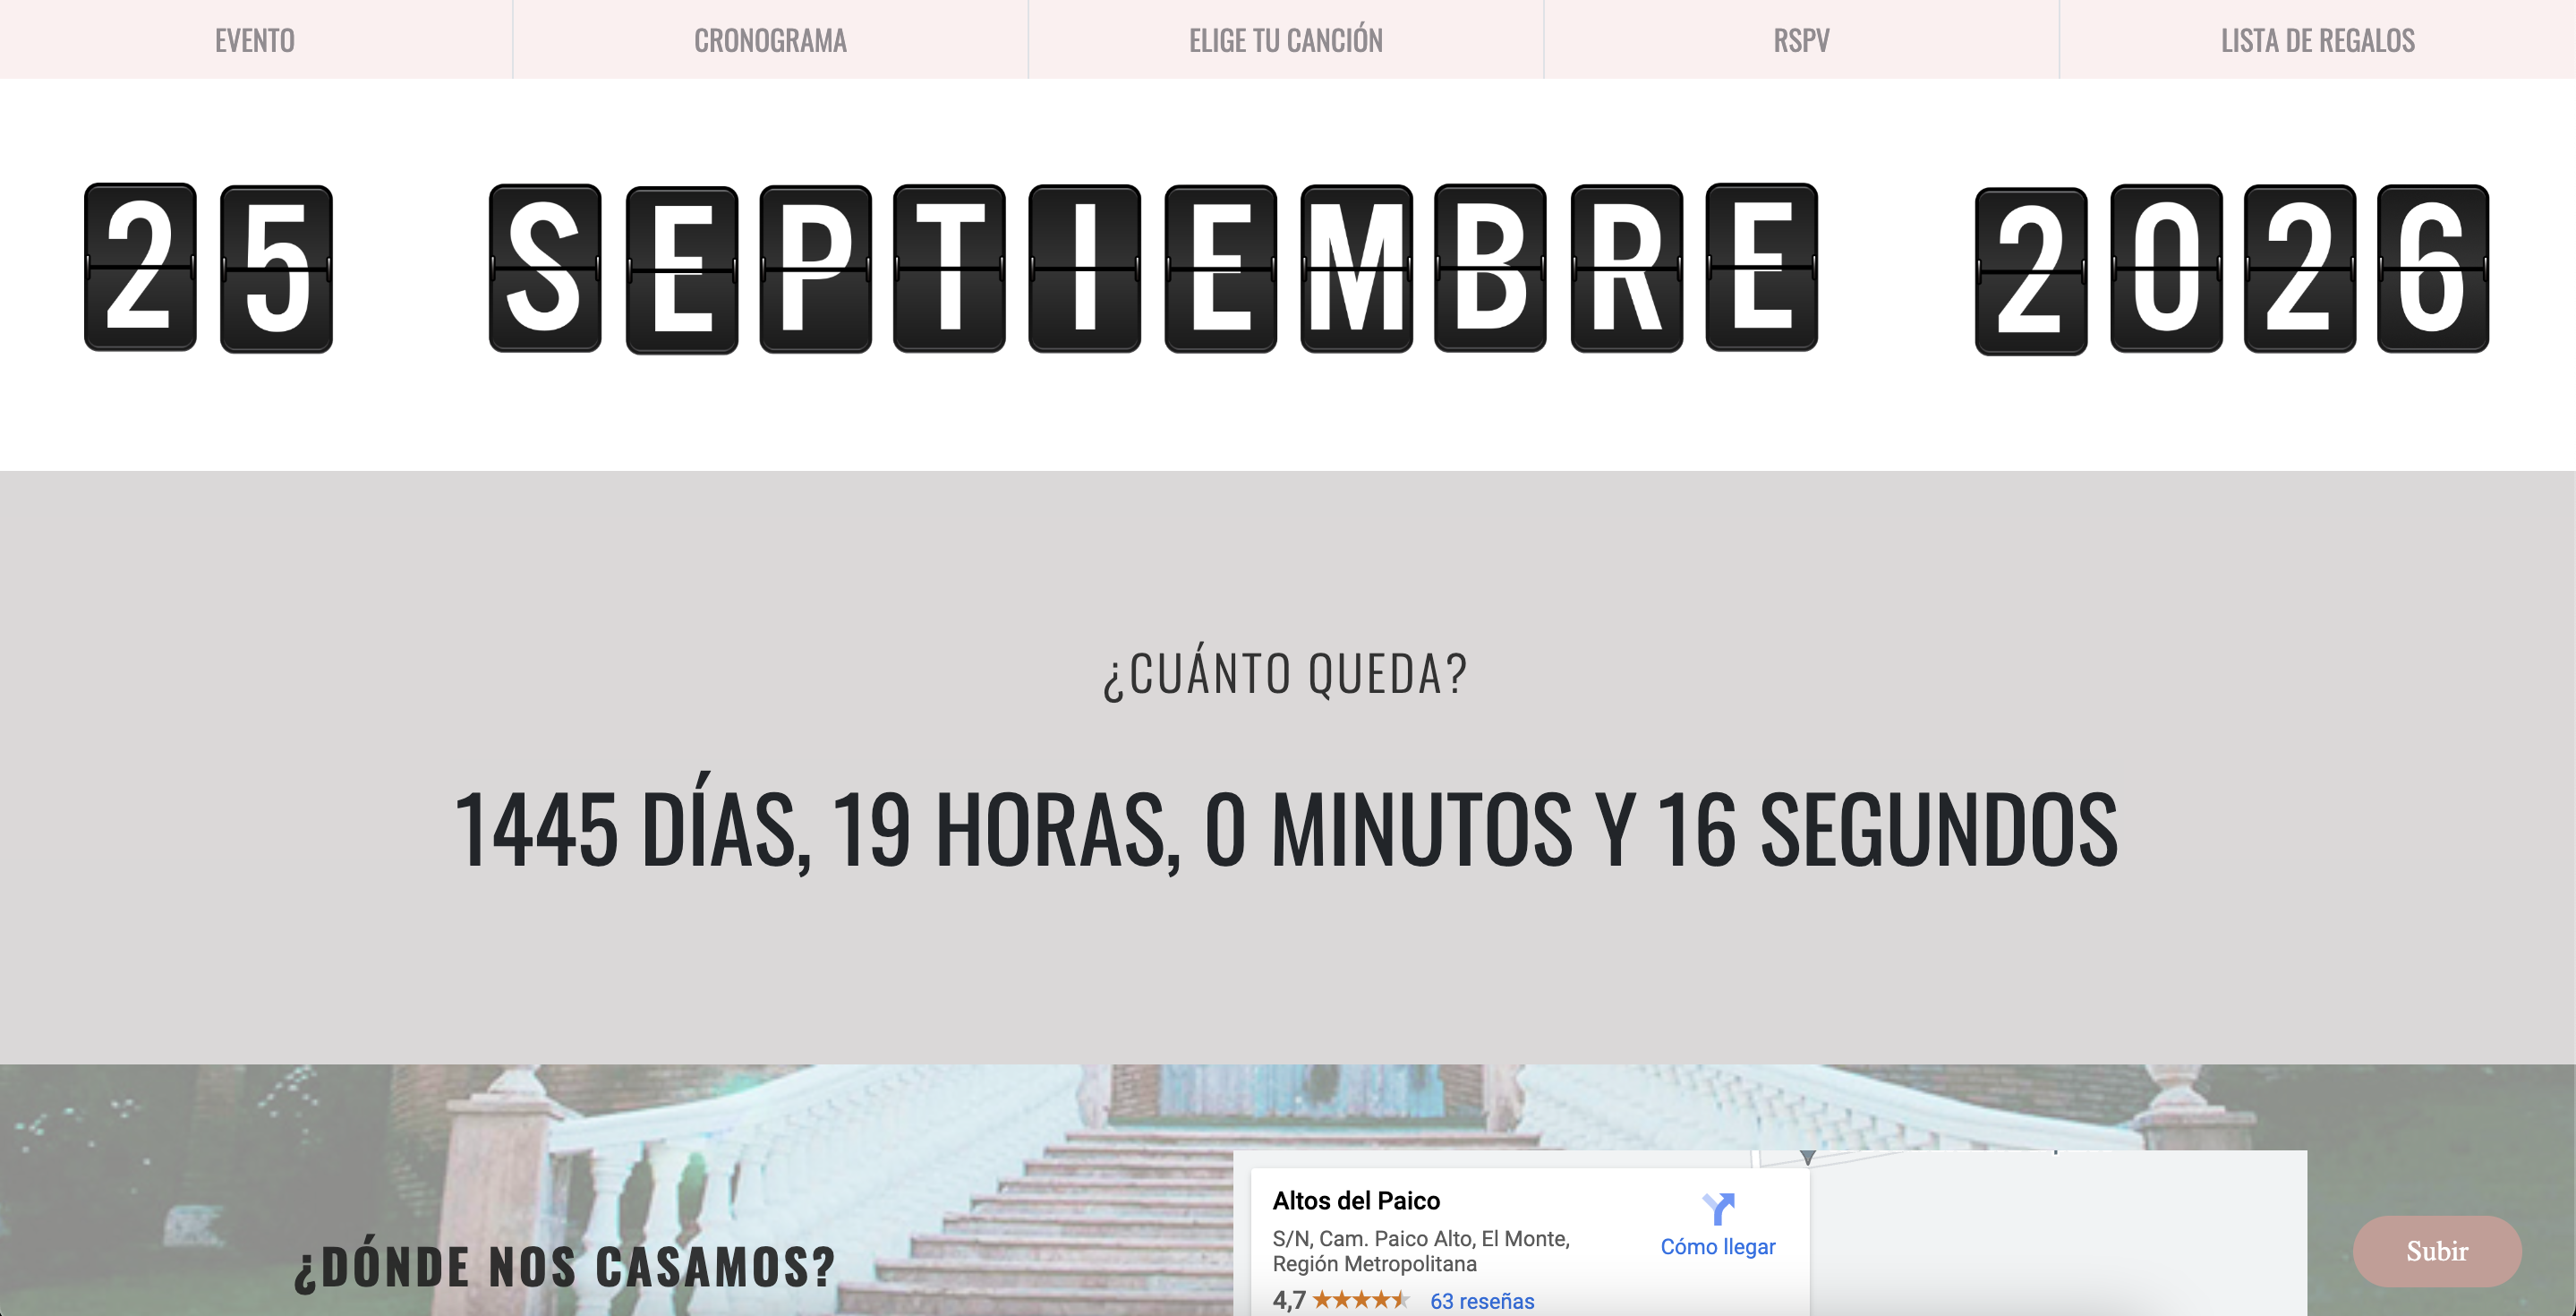 EVENTO
CRONOGRAMA
ELIGE TU CANCIÓN
RSPV
LISTA DE REGALOS
25 SEPTIEMBRE 2026
¿CUÁNTO QUEDA?
1445 DÍAS, 19 HORAS, 0 MINUTOS Y 16 SEGUNDOS
¿DÓNDE NOS CASAMOS?
Altos del Paico
S/N, Cam. Paico Alto, El Monte,
Región Metropolitana
4,7 63 reseñas
Cómo llegar
Subir